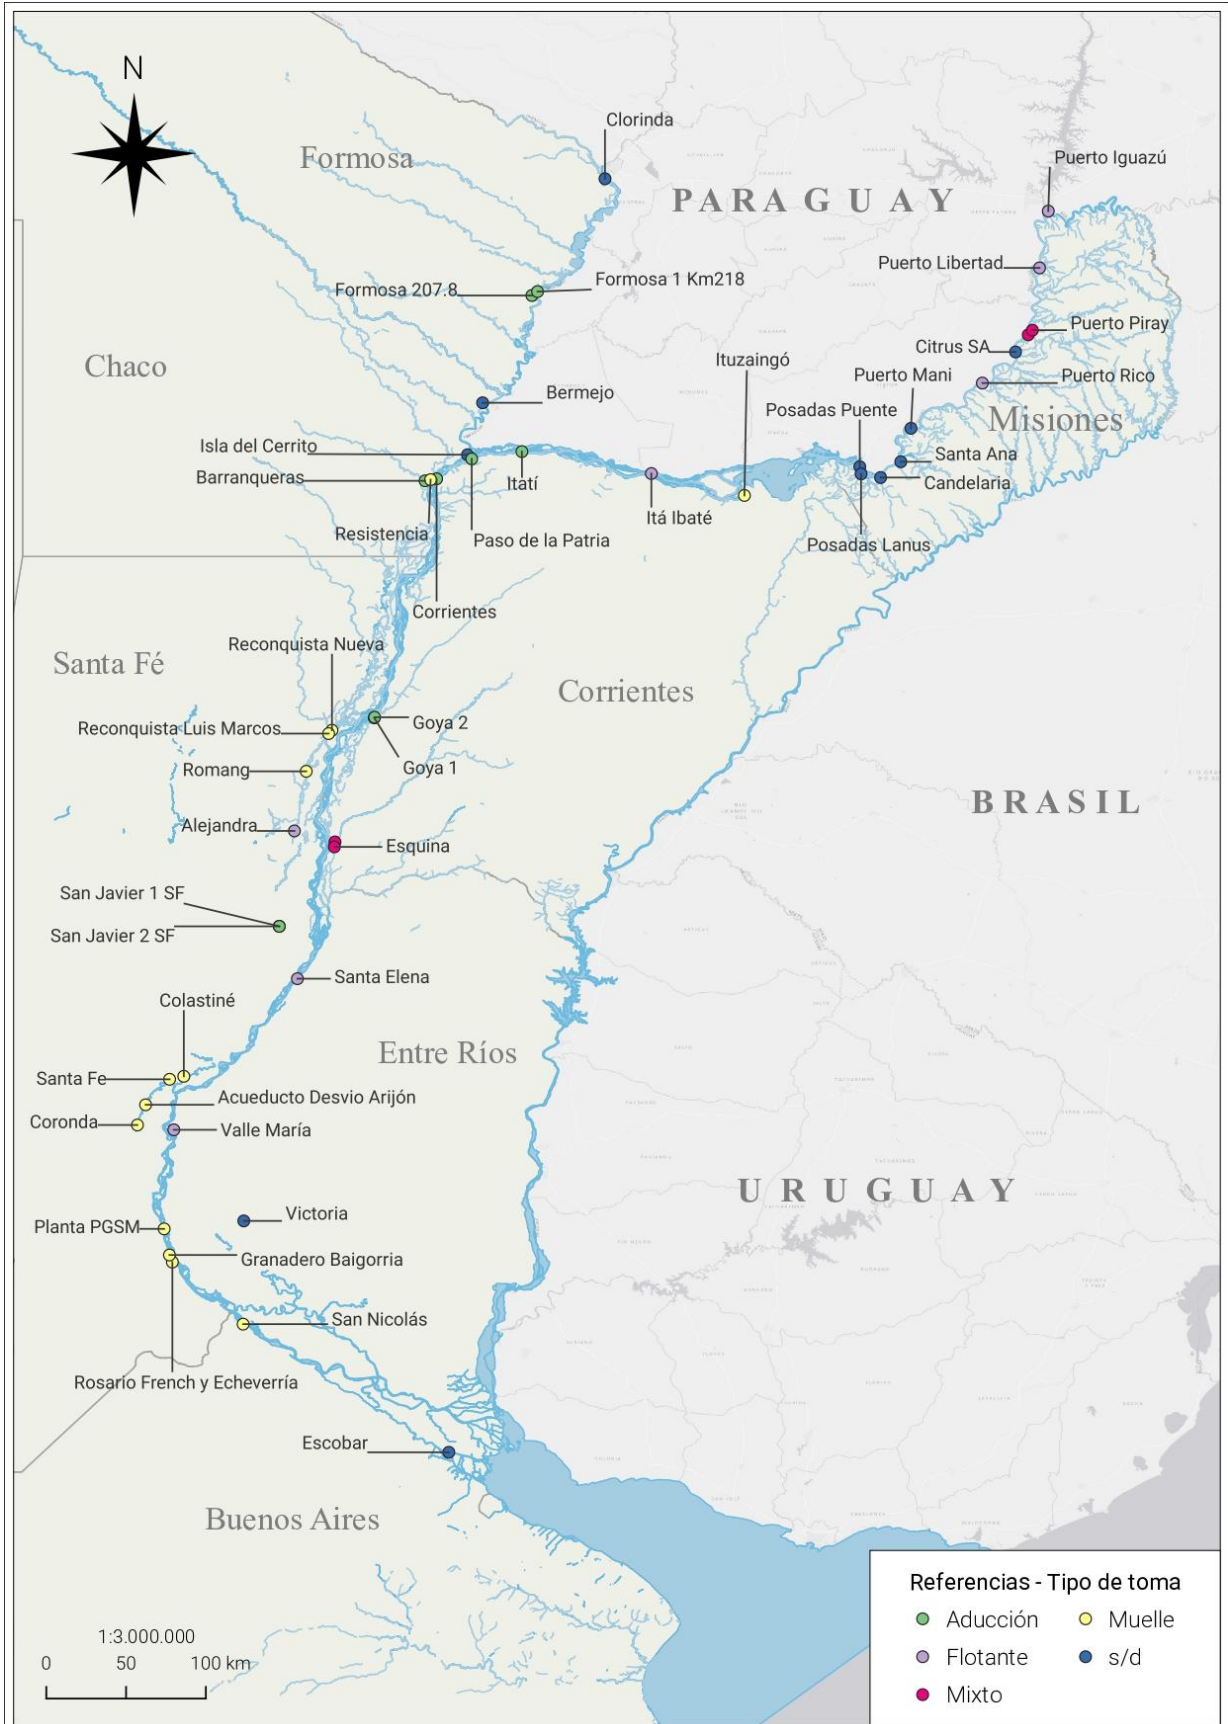 N
Clorinda
Formosa
Puerto Iguazú
PARAGUAY
Puerto Libertad
Formosa 1 Km218
Formosa 207.8
Puerto Piray
Citrus SA
Ituzaingó
Chaco
Puerto Mani
Puerto Rico
Bermejo
Posadas Puente
Misiones
Isla del Cerrito
Santa Ana
Barranqueras
Itatí
Candelaria
Itá Ibaté
Resistencia
Paso de la Patria
Posadas Lanus
Corrientes
Reconquista Nueva
Santa Fé
Corrientes
Goya 2
Reconquista Luis Marcos
Goya 1
Romang
BRASIL
Alejandra
Esquina
San Javier 1 SF
San Javier 2 SF
Santa Elena
Colastiné
Entre Ríos
Santa Fe
Acueducto Desvio Arijón
Coronda
Valle María
URUGUAY
Victoria
Planta PGSM
Granadero Baigorria
San Nicolás
Rosario French y Echeverría
Escobar
Buenos Aires
Referencias - Tipo de toma
Aducción
Muelle
Flotante
s/d
Mixto
1:3.000.000
0 50 100 km